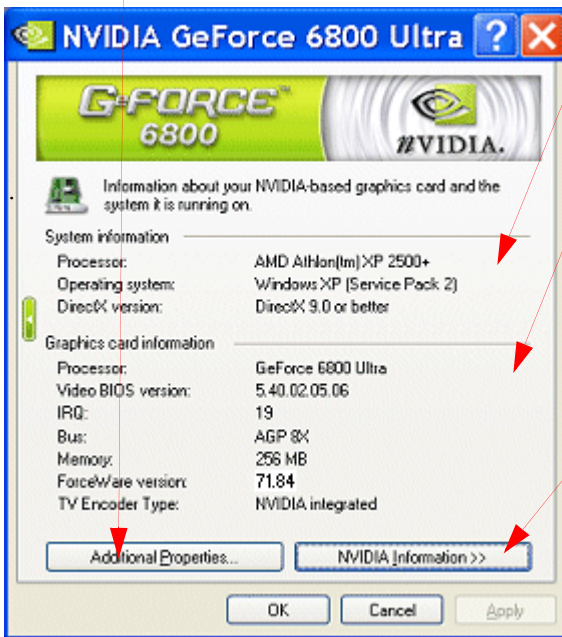 NVIDIA GeForce 6800 Ultra
G-FORCE™
6800
nVIDIA.
Information about your NVIDIA-based graphics card and the
system it is running on.
System information
Processor: AMD Athlon(tm) XP 2500+
Operating system: Windows XP (Service Pack 2)
DirectX version: DirectX 9.0 or better
Graphics card information
Processor: GeForce 6800 Ultra
Video BIOS version: 5.40.02.05.06
IRQ: 19
Bus: AGP 8X
Memory: 256 MB
ForceWare version: 71.84
TV Encoder Type: NVIDIA integrated
Additional Properties... NVIDIA Information >>
OK Cancel Apply